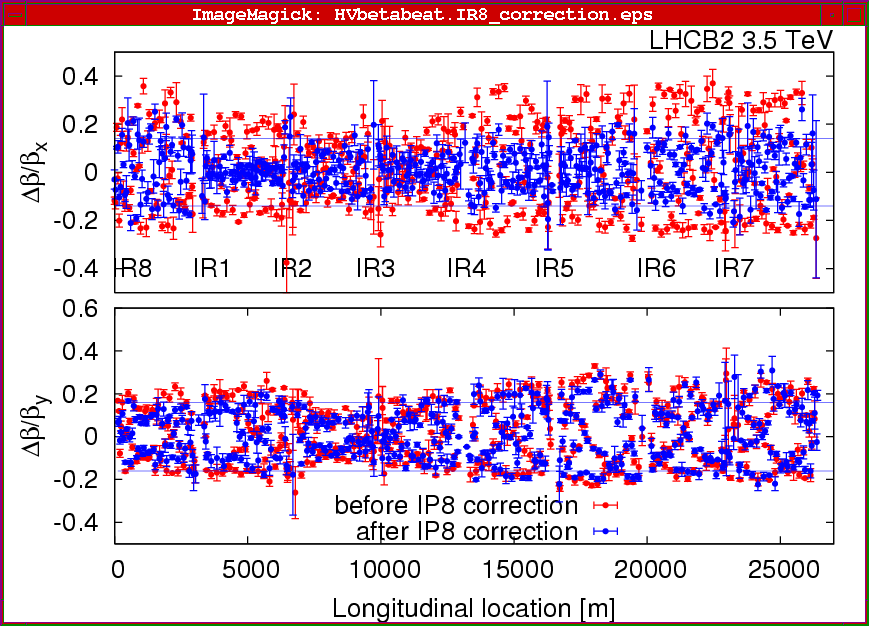 ImageMagick: HVbetabeat.IR8_correction.eps
LHCB2 3.5 TeV
0.4
0.2
0
-0.2
-0.4
Δβ/βx
IR8 IR1 IR2 IR3 IR4 IR5 IR6 IR7
0.6
0.4
0.2
0
-0.2
-0.4
Δβ/βy
before IP8 correction
after IP8 correction
0 5000 10000 15000 20000 25000
Longitudinal location [m]